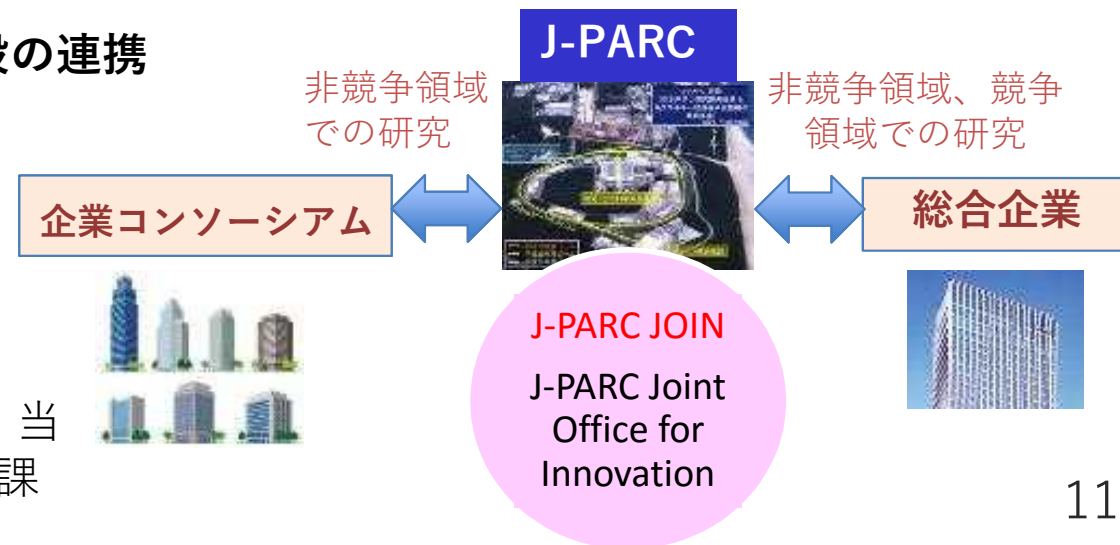 設の連携
J-PARC
非競争領域
での研究
非競争領域、競争
領域での研究
企業コンソーシアム
総合企業
J-PARC JOIN
J-PARC Joint
Office for
Innovation
当
課
11